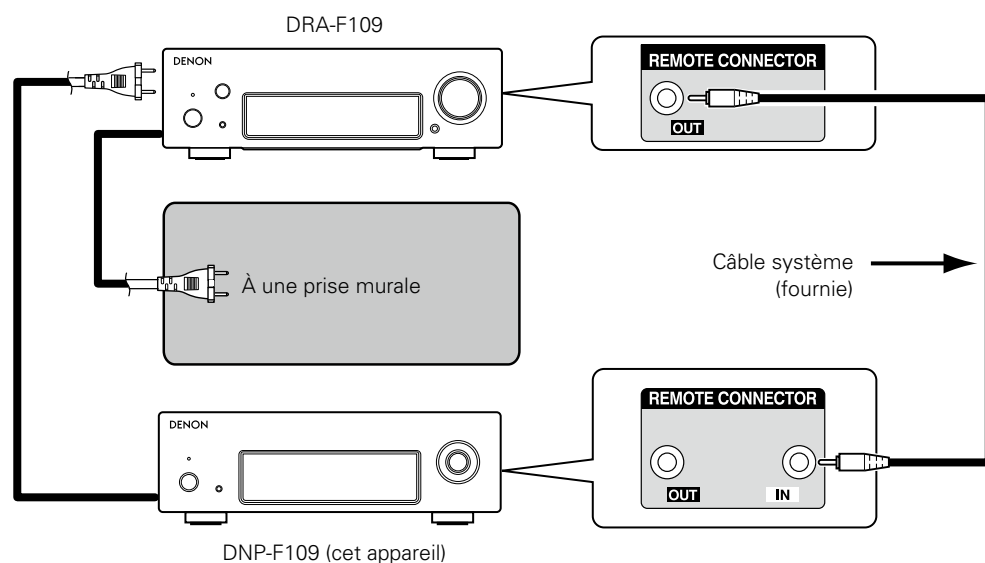 DRA-F109
DENON
REMOTE CONNECTOR
OUT
À une prise murale
Câble système
(fournie)
DENON
REMOTE CONNECTOR
OUT
IN
DNP-F109 (cet appareil)